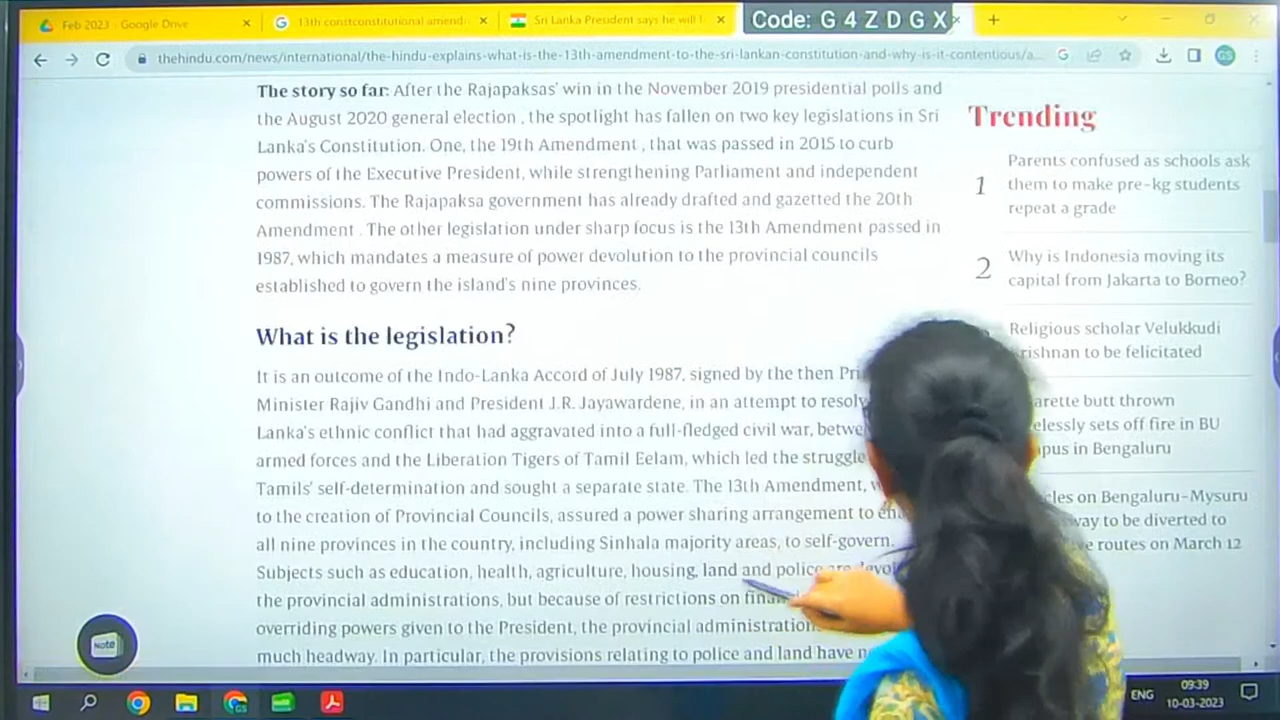 Feb 2023 - Google Drive
13th constconstitutional amend
Sri Lanka President says he will
Code: G 4 Z D G X
thehindu.com/news/international/the-hindu-explains-what-is-the-13th-amendment-to-the-sri-lankan-constitution-and-why-is-it-contentious/a...
GS
The story so far: After the Rajapaksas' win in the November 2019 presidential polls and
the August 2020 general election , the spotlight has fallen on two key legislations in Sri
Lanka's Constitution. One, the 19th Amendment , that was passed in 2015 to curb
powers of the Executive President, while strengthening Parliament and independent
commissions. The Rajapaksa government has already drafted and gazetted the 20th
Amendment . The other legislation under sharp focus is the 13th Amendment passed in
1987, which mandates a measure of power devolution to the provincial councils
established to govern the island's nine provinces.
What is the legislation?
It is an outcome of the Indo-Lanka Accord of July 1987, signed by the then Pri
Minister Rajiv Gandhi and President J.R. Jayawardene, in an attempt to resolv
Lanka's ethnic conflict that had aggravated into a full-fledged civil war, betwe
armed forces and the Liberation Tigers of Tamil Eelam, which led the struggle
Tamils' self-determination and sought a separate state. The 13th Amendment,
to the creation of Provincial Councils, assured a power sharing arrangement to ena
all nine provinces in the country, including Sinhala majority areas, to self-govern.
Subjects such as education, health, agriculture, housing, land and police are devol
the provincial administrations, but because of restrictions on finan
overriding powers given to the President, the provincial administration
much headway. In particular, the provisions relating to police and land have n
Trending
1
Parents confused as schools ask
them to make pre-kg students
repeat a grade
2
Why is Indonesia moving its
capital from Jakarta to Borneo?
Religious scholar Velukkudi
rishnan to be felicitated
arette butt thrown
elessly sets off fire in BU
pus in Bengaluru
cles on Bengaluru-Mysuru
way to be diverted to
e routes on March 12
Note
ENG
09:39
10-03-2023